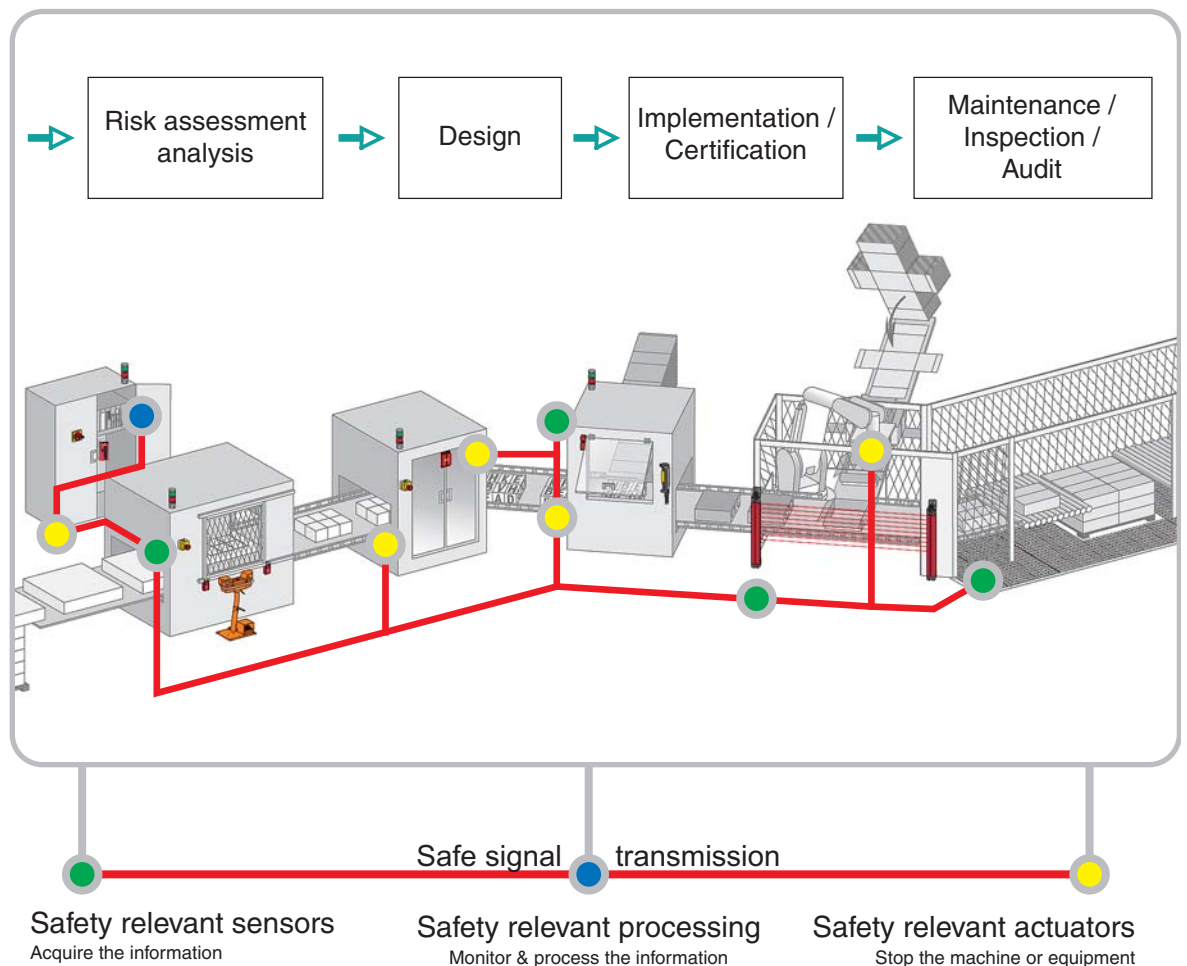 Risk assessment
analysis
Design
Implementation /
Certification
Maintenance /
Inspection /
Audit
Safe signal transmission
Safety relevant sensors
Acquire the information
Safety relevant processing
Monitor & process the information
Safety relevant actuators
Stop the machine or equipment